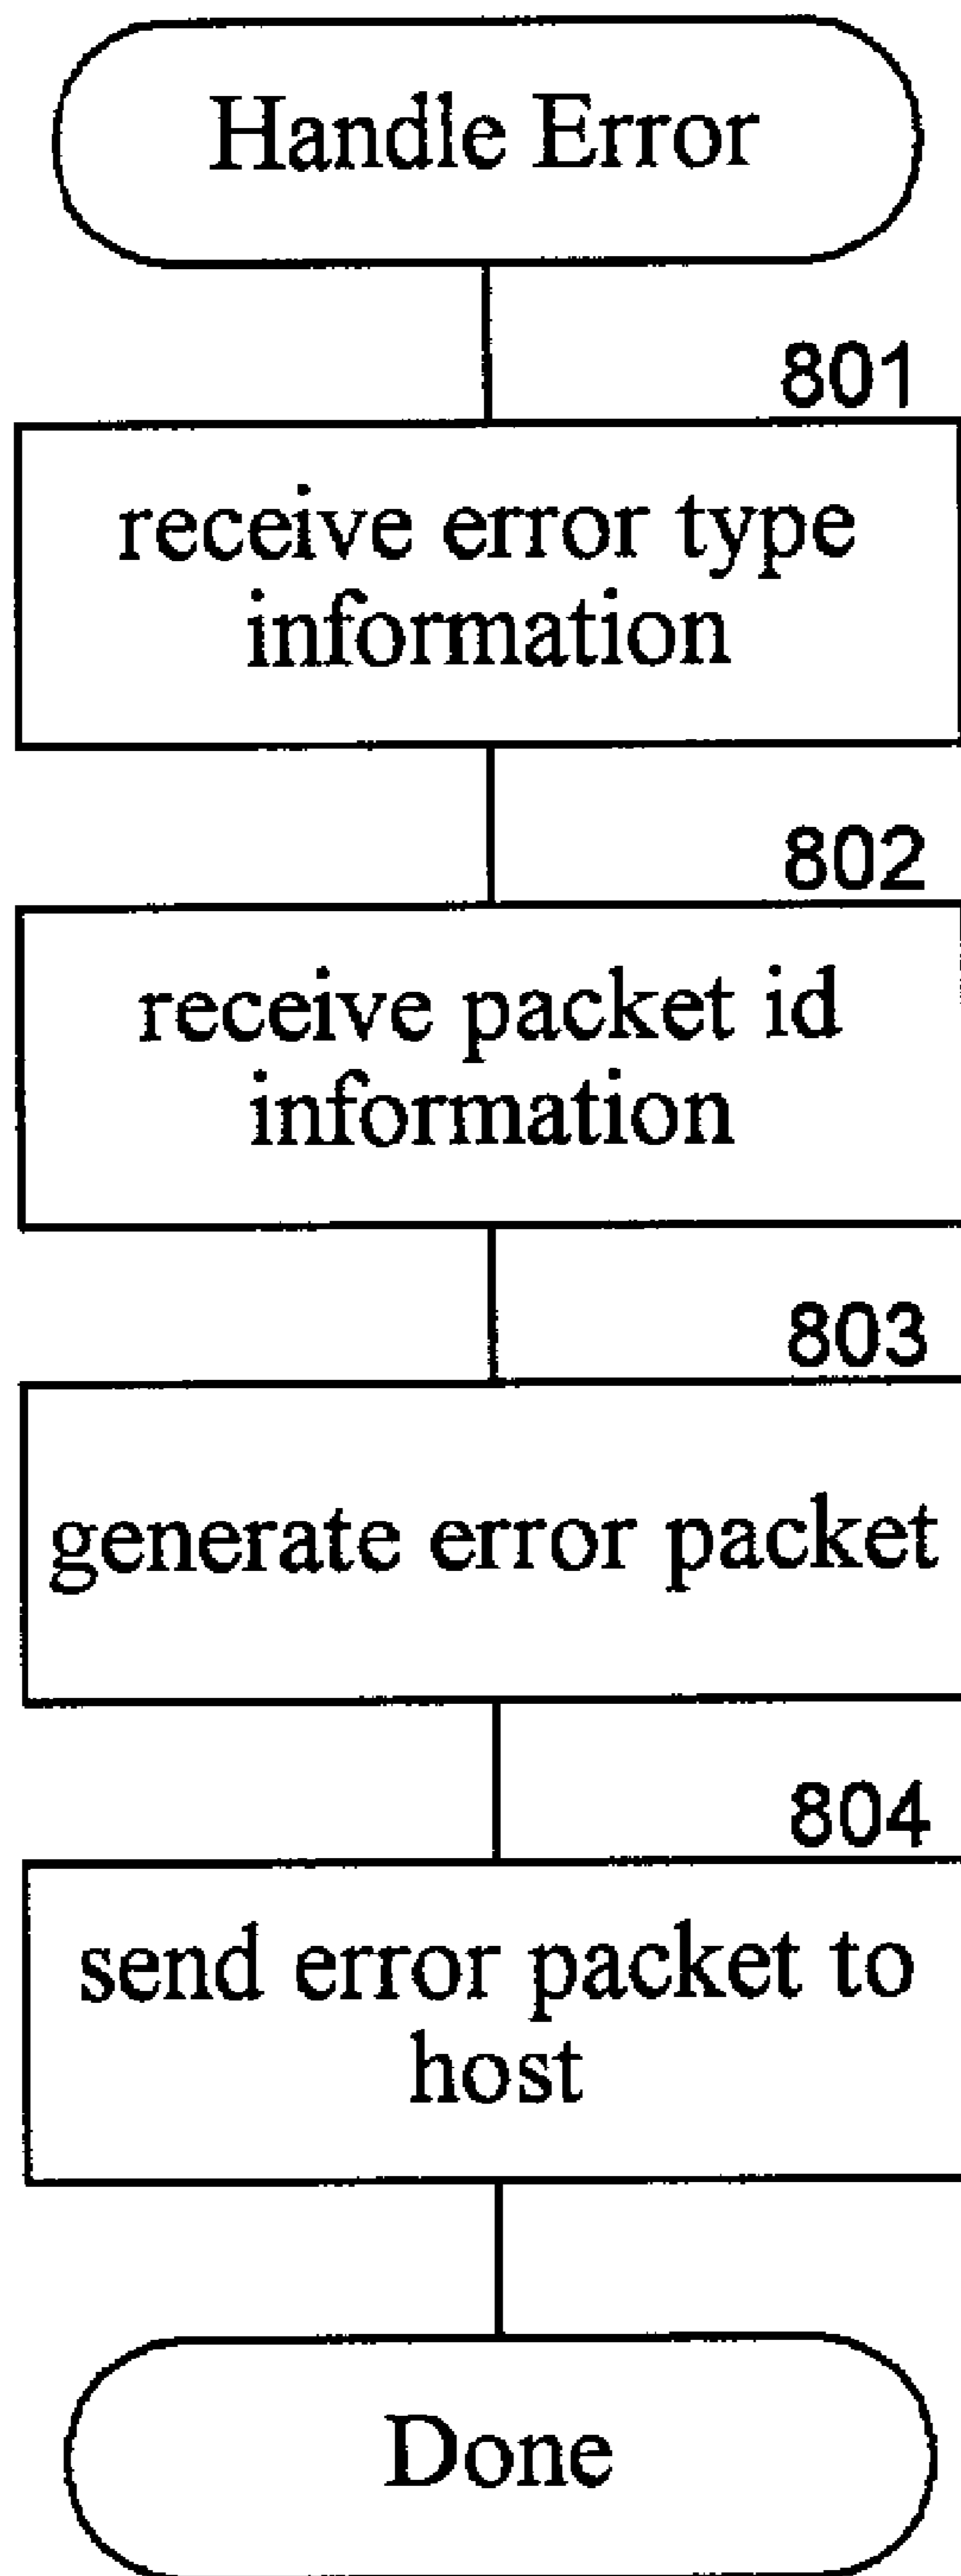 Handle Error
801
receive error type
information
802
receive packet id
information
803
generate error packet
804
send error packet to
host
Done